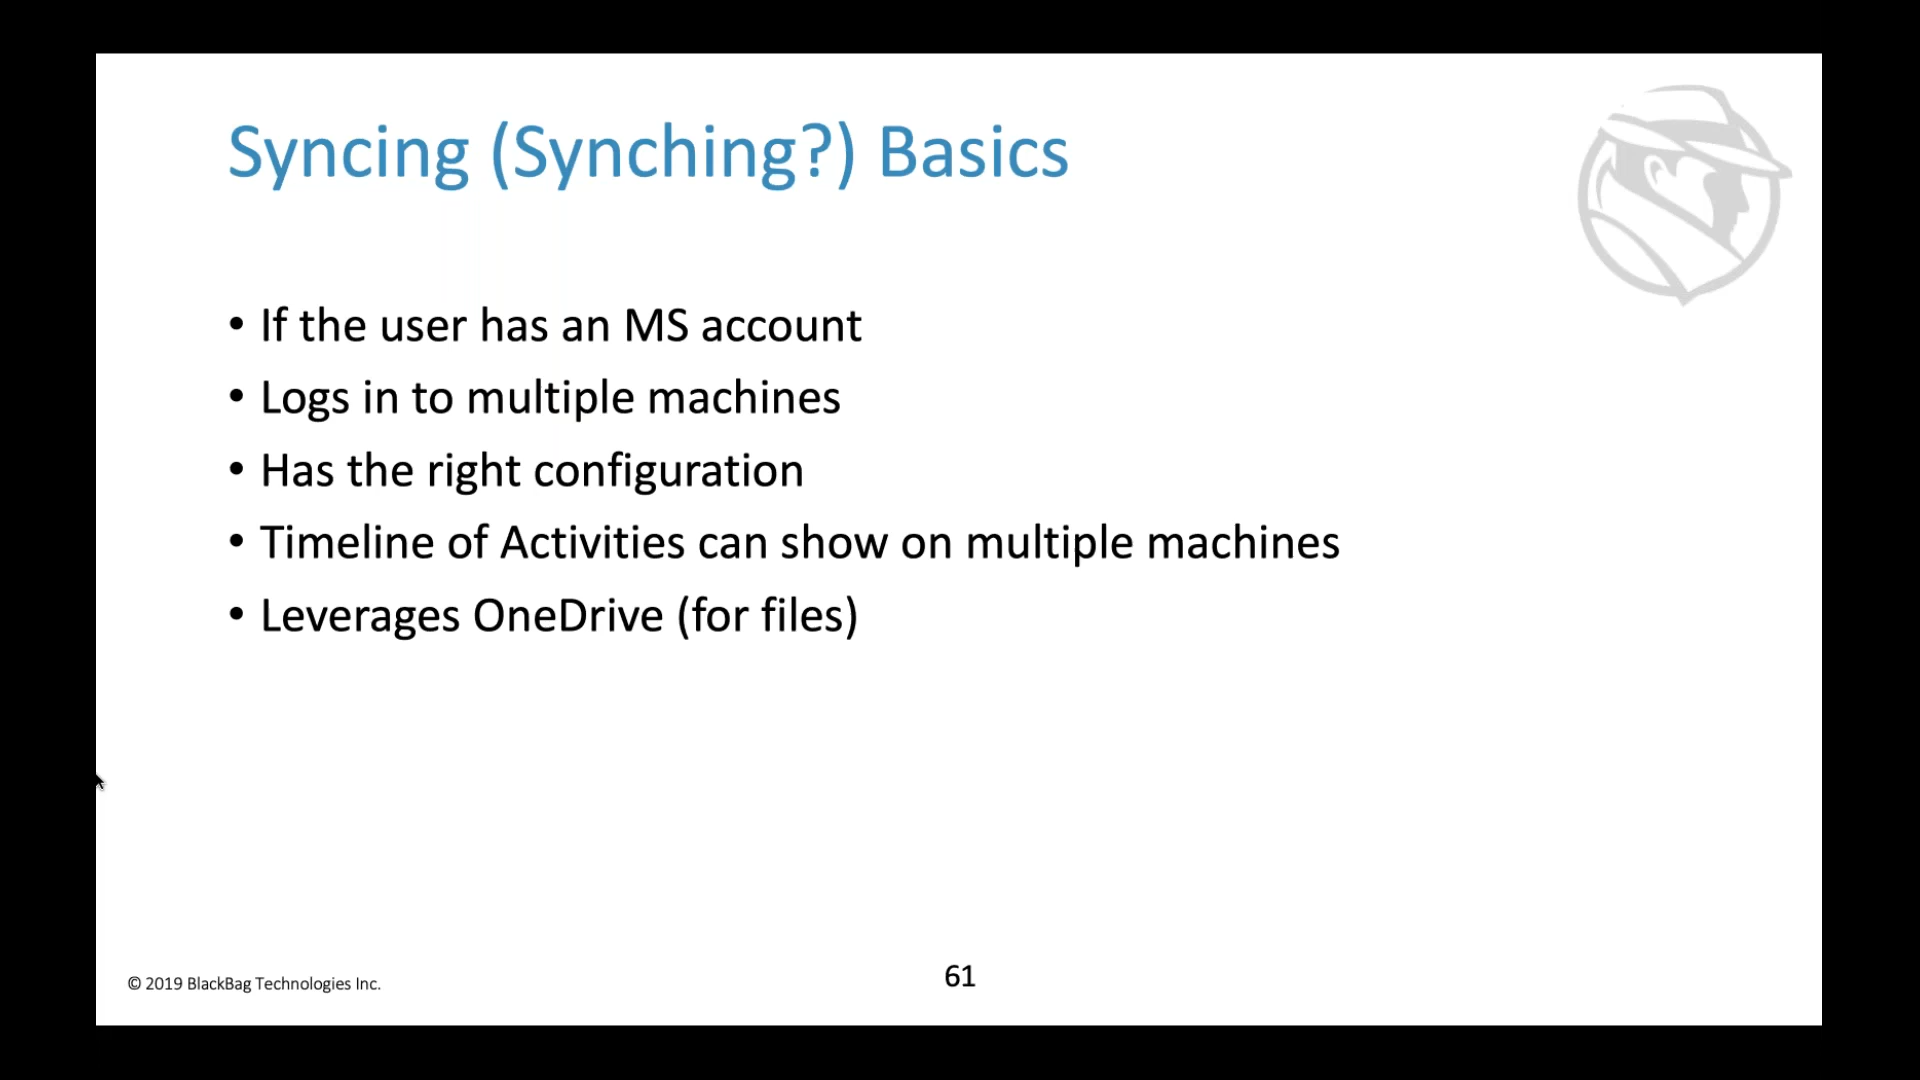 Syncing (Synching?) Basics
• If the user has an MS account
• Logs in to multiple machines
• Has the right configuration
• Timeline of Activities can show on multiple machines
• Leverages OneDrive (for files)
© 2019 BlackBag Technologies Inc.
61